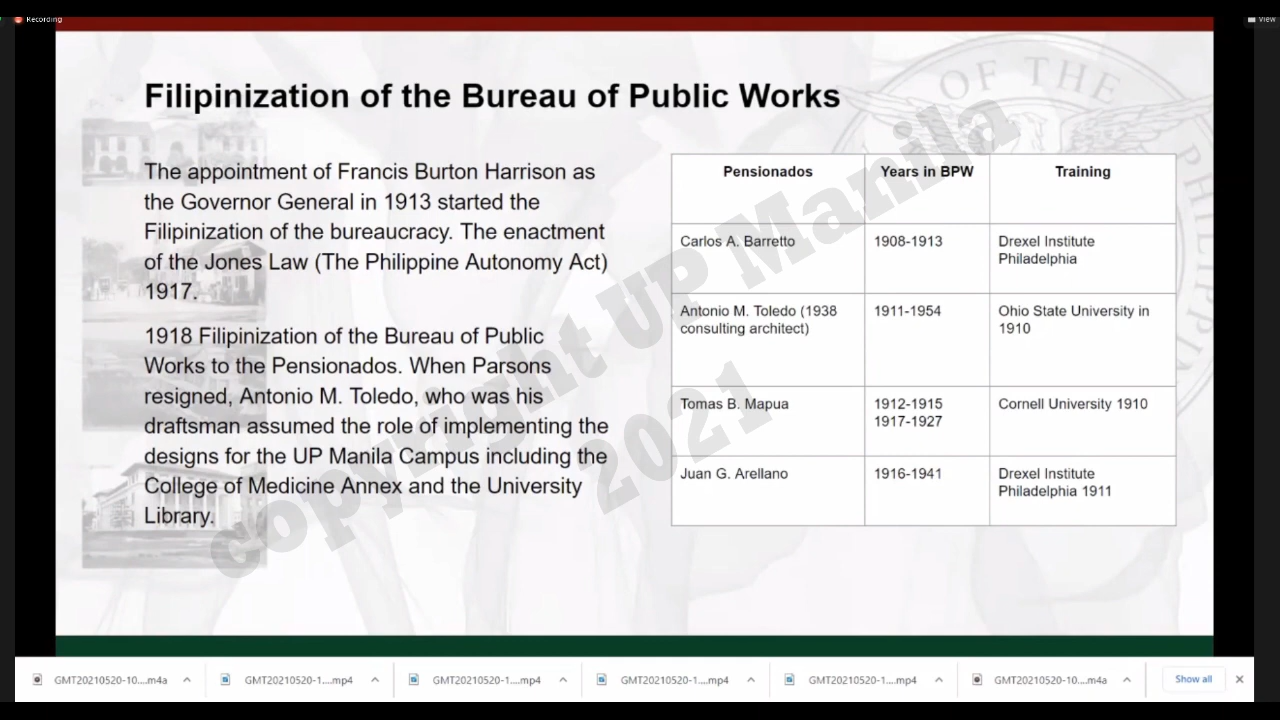 Recording
View
Filipinization of the Bureau of Public Works
The appointment of Francis Burton Harrison as
the Governor General in 1913 started the
Filipinization of the bureaucracy. The enactment
of the Jones Law (The Philippine Autonomy Act)
1917.
1918 Filipinization of the Bureau of Public
Works to the Pensionados. When Parsons
resigned, Antonio M. Toledo, who was his
draftsman assumed the role of implementing the
designs for the UP Manila Campus including the
College of Medicine Annex and the University
Library.
Pensionados Years in BPW Training
Carlos A. Barretto 1908-1913 Drexel Institute
Philadelphia
Antonio M. Toledo (1938 1911-1954 Ohio State University in
consulting architect) 1910
Tomas B. Mapua 1912-1915 Cornell University 1910
1917-1927
Juan G. Arellano 1916-1941 Drexel Institute
Philadelphia 1911
copyright UP Manila
2021
OF THE
PHILIPPIN
GMT20210520-10....m4a GMT20210520-1....mp4 GMT20210520-1....mp4 GMT20210520-1....mp4 GMT20210520-1....mp4 GMT20210520-10....m4a Show all